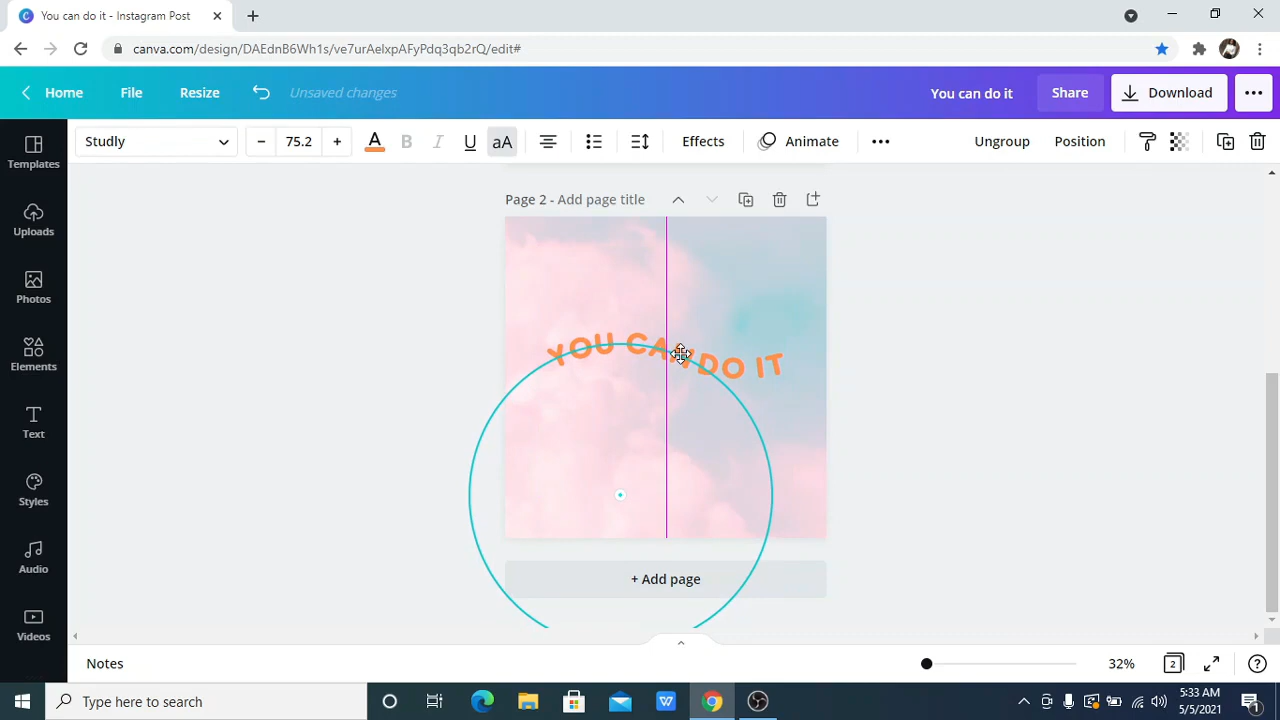 You can do it - Instagram Post
canva.com/design/DAEdnB6Wh1s/ve7urAelxpAFyPdq3qb2rQ/edit#
Home File Resize Unsaved changes You can do it Share Download
Studly 75.2 A B I U aA Effects Animate Ungroup Position
Templates
Uploads
Photos
Elements
Text
Styles
Audio
Videos
Page 2 - Add page title
YOU CAN DO IT
+ Add page
Notes 32% 2
Type here to search
5:33 AM
5/5/2021